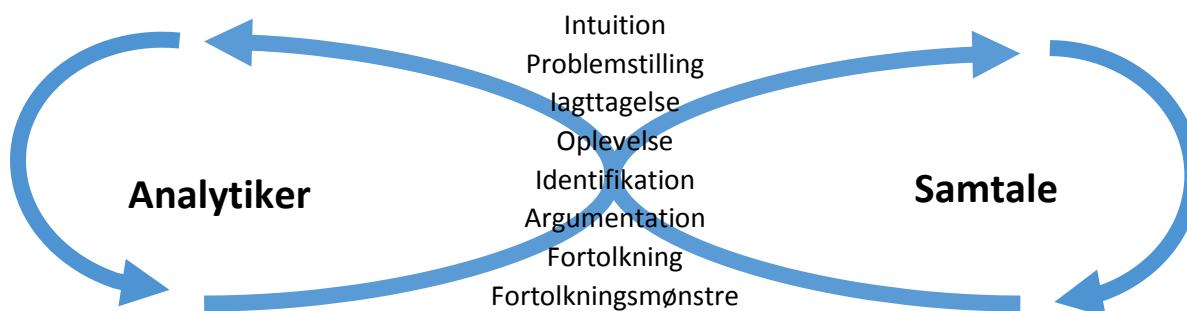 Intuition
Problemstilling
Iagttagelse
Oplevelse
Identifikation
Analytiker
Samtale
Argumentation
Fortolkning
Fortolkningsmønstre